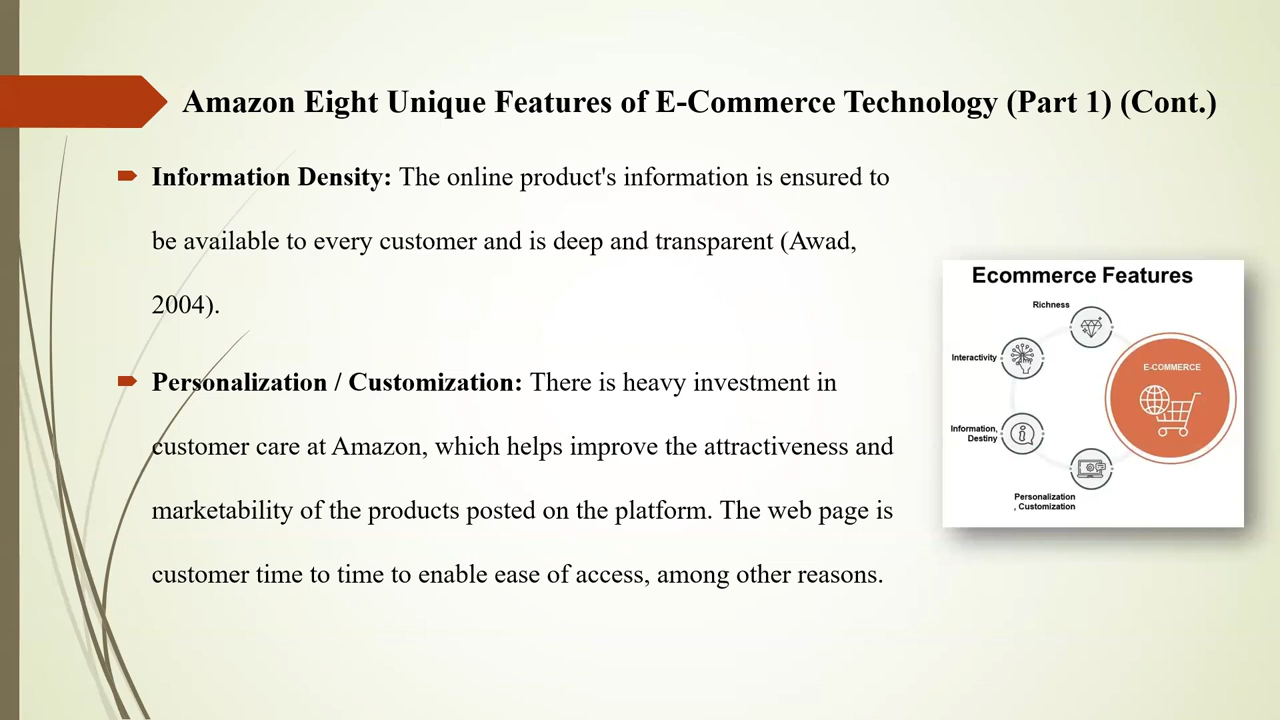 Amazon Eight Unique Features of E-Commerce Technology (Part 1) (Cont.)
Information Density: The online product's information is ensured to
be available to every customer and is deep and transparent (Awad,
2004).
Personalization / Customization: There is heavy investment in
customer care at Amazon, which helps improve the attractiveness and
marketability of the products posted on the platform. The web page is
customer time to time to enable ease of access, among other reasons.
Ecommerce Features
Richness
Interactivity
E-COMMERCE
Information,
Destiny
Personalization
, Customization